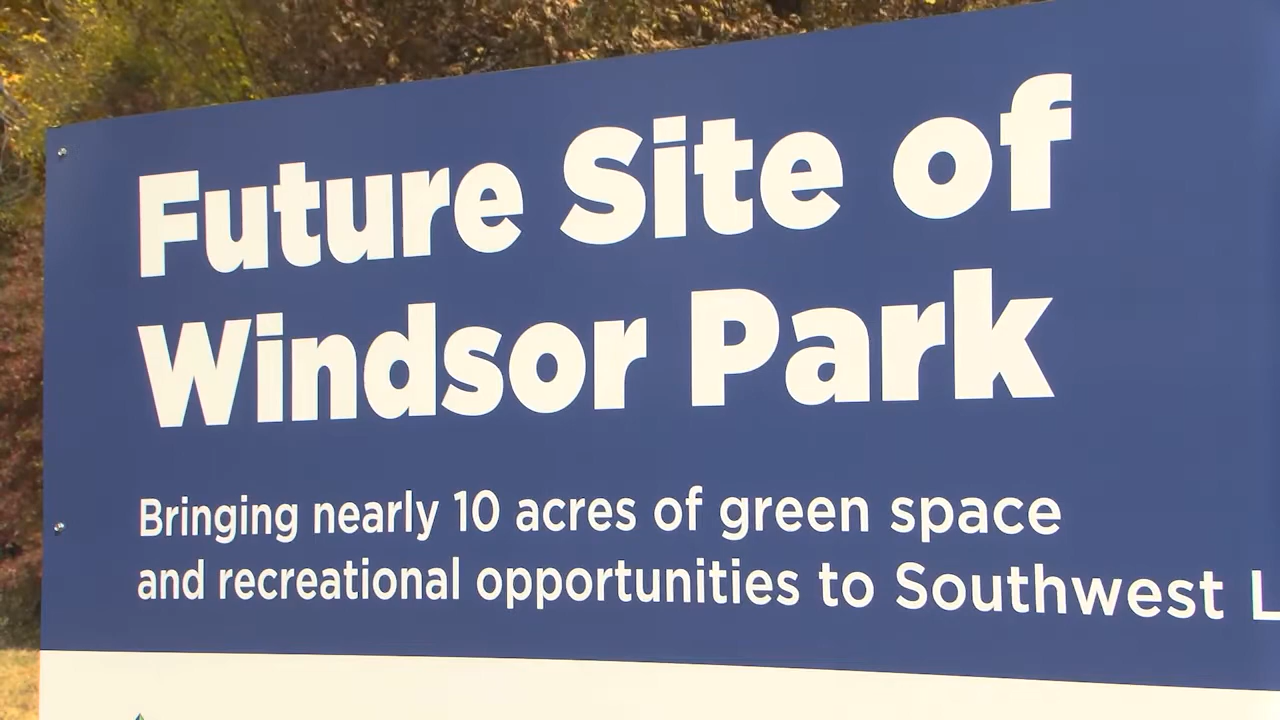 Future Site of
Windsor Park
Bringing nearly 10 acres of green space
and recreational opportunities to Southwest L